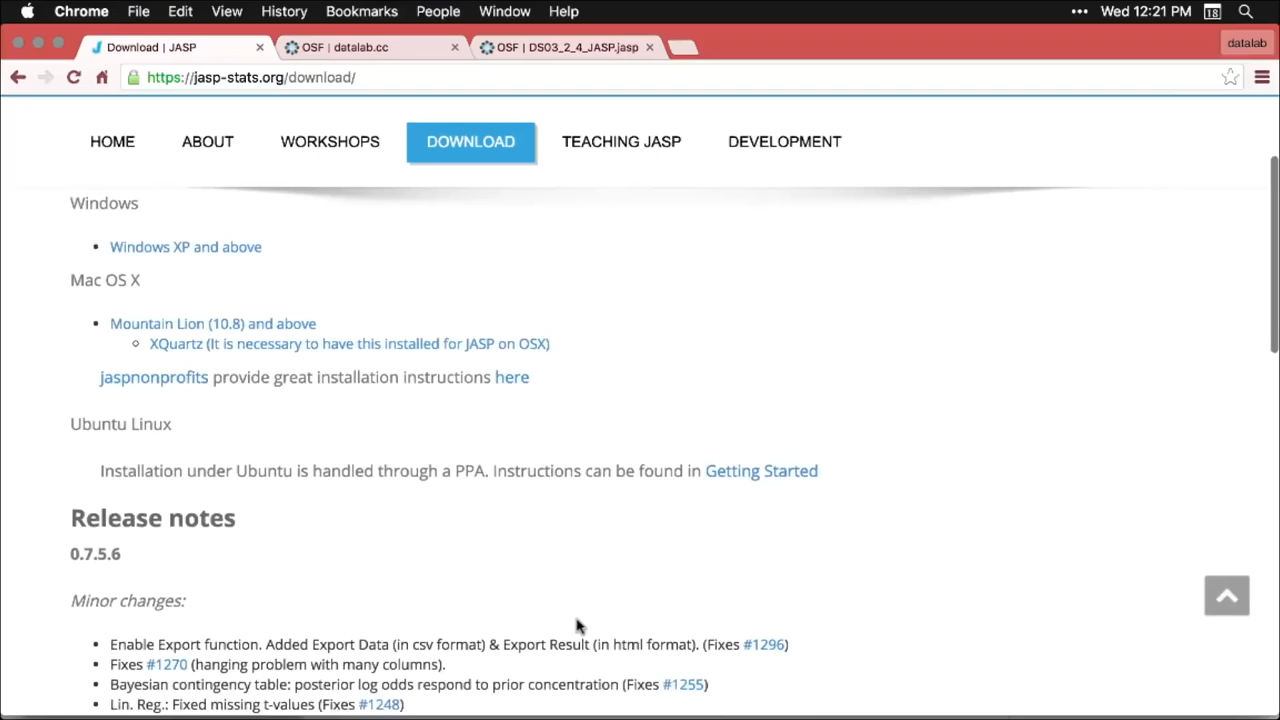 Chrome File Edit View History Bookmarks People Window Help ••• Wed 12:21 PM 18
Download | JASP × OSF | datalab.cc × OSF | DS03_2_4_JASP.jasp × datalab
https://jasp-stats.org/download/
HOME ABOUT WORKSHOPS DOWNLOAD TEACHING JASP DEVELOPMENT
Windows
• Windows XP and above
Mac OS X
• Mountain Lion (10.8) and above
○ XQuartz (It is necessary to have this installed for JASP on OSX)
jaspnonprofits provide great installation instructions here
Ubuntu Linux
Installation under Ubuntu is handled through a PPA. Instructions can be found in Getting Started
Release notes
0.7.5.6
Minor changes:
• Enable Export function. Added Export Data (in csv format) & Export Result (in html format). (Fixes #1296)
• Fixes #1270 (hanging problem with many columns).
• Bayesian contingency table: posterior log odds respond to prior concentration (Fixes #1255)
• Lin. Reg.: Fixed missing t-values (Fixes #1248)